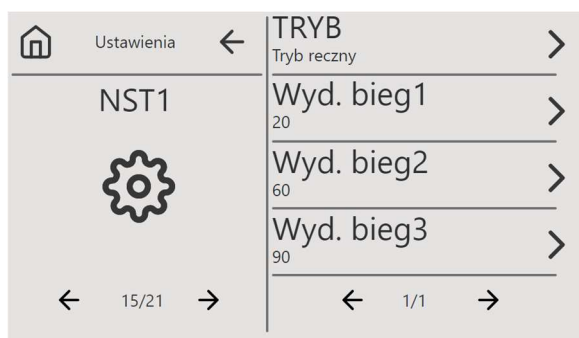 Ustawienia
NST1
15/21
TRYB
Tryb reczny
Wyd. bieg1
20
Wyd. bieg2
60
Wyd. bieg3
90
1/1